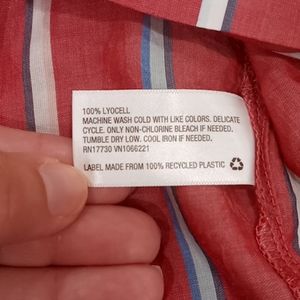 100% LYOCELL
MACHINE WASH COLD WITH LIKE COLORS. DELICATE
CYCLE. ONLY NON-CHLORINE BLEACH IF NEEDED.
TUMBLE DRY LOW. COOL IRON IF NEEDED.
RN17730 VN1066221
LABEL MADE FROM 100% RECYCLED PLASTIC